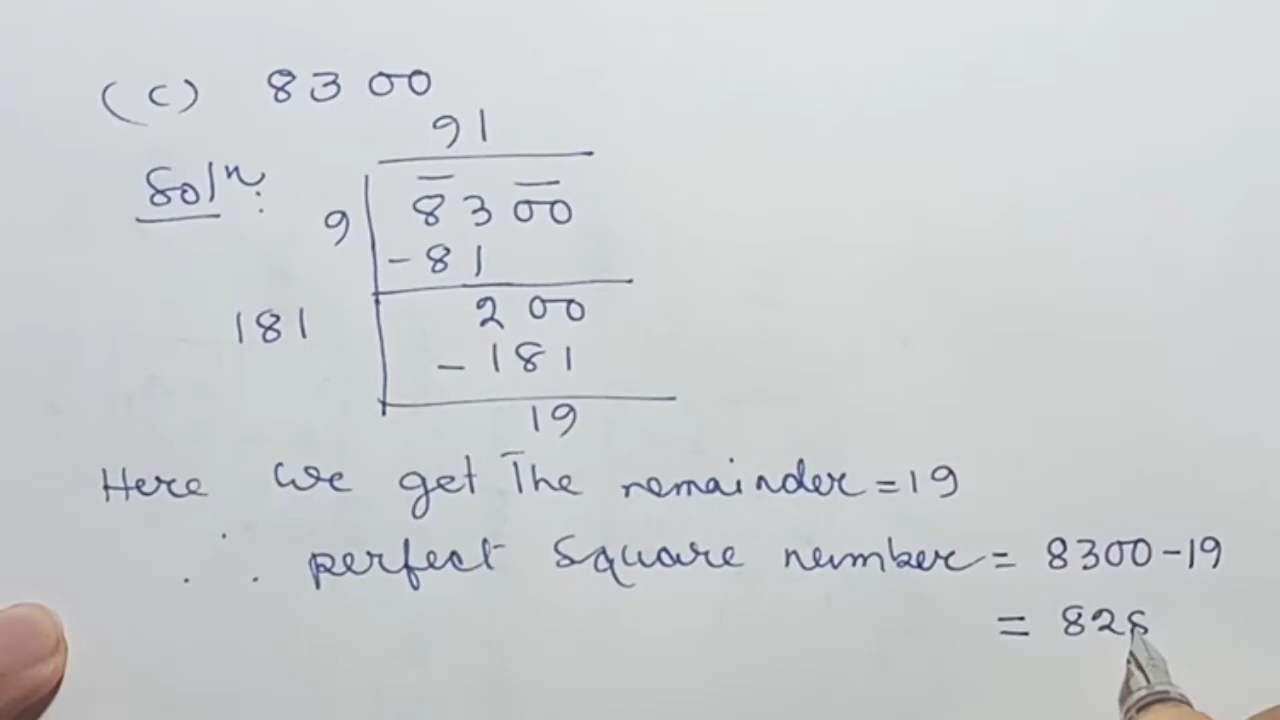 (C) 8300
91
Solⁿ:
9 8300
-81
181 200
-181
19
Here we get The remainder = 19
∴ perfect square number = 8300-19
= 828